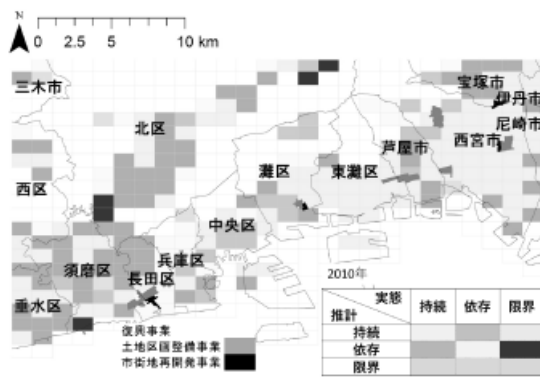 N
0 2.5 5 10 km
三木市
宝塚市
伊丹市
尼崎市
北区
西宮市
芦屋市
西区
灘区
東灘区
中央区
兵庫区
須磨区
長田区
垂水区
2010年
復興事業
土地区画整備事業
市街地再開発事業
実態
推計
持続 依存 限界
持続
依存
限界